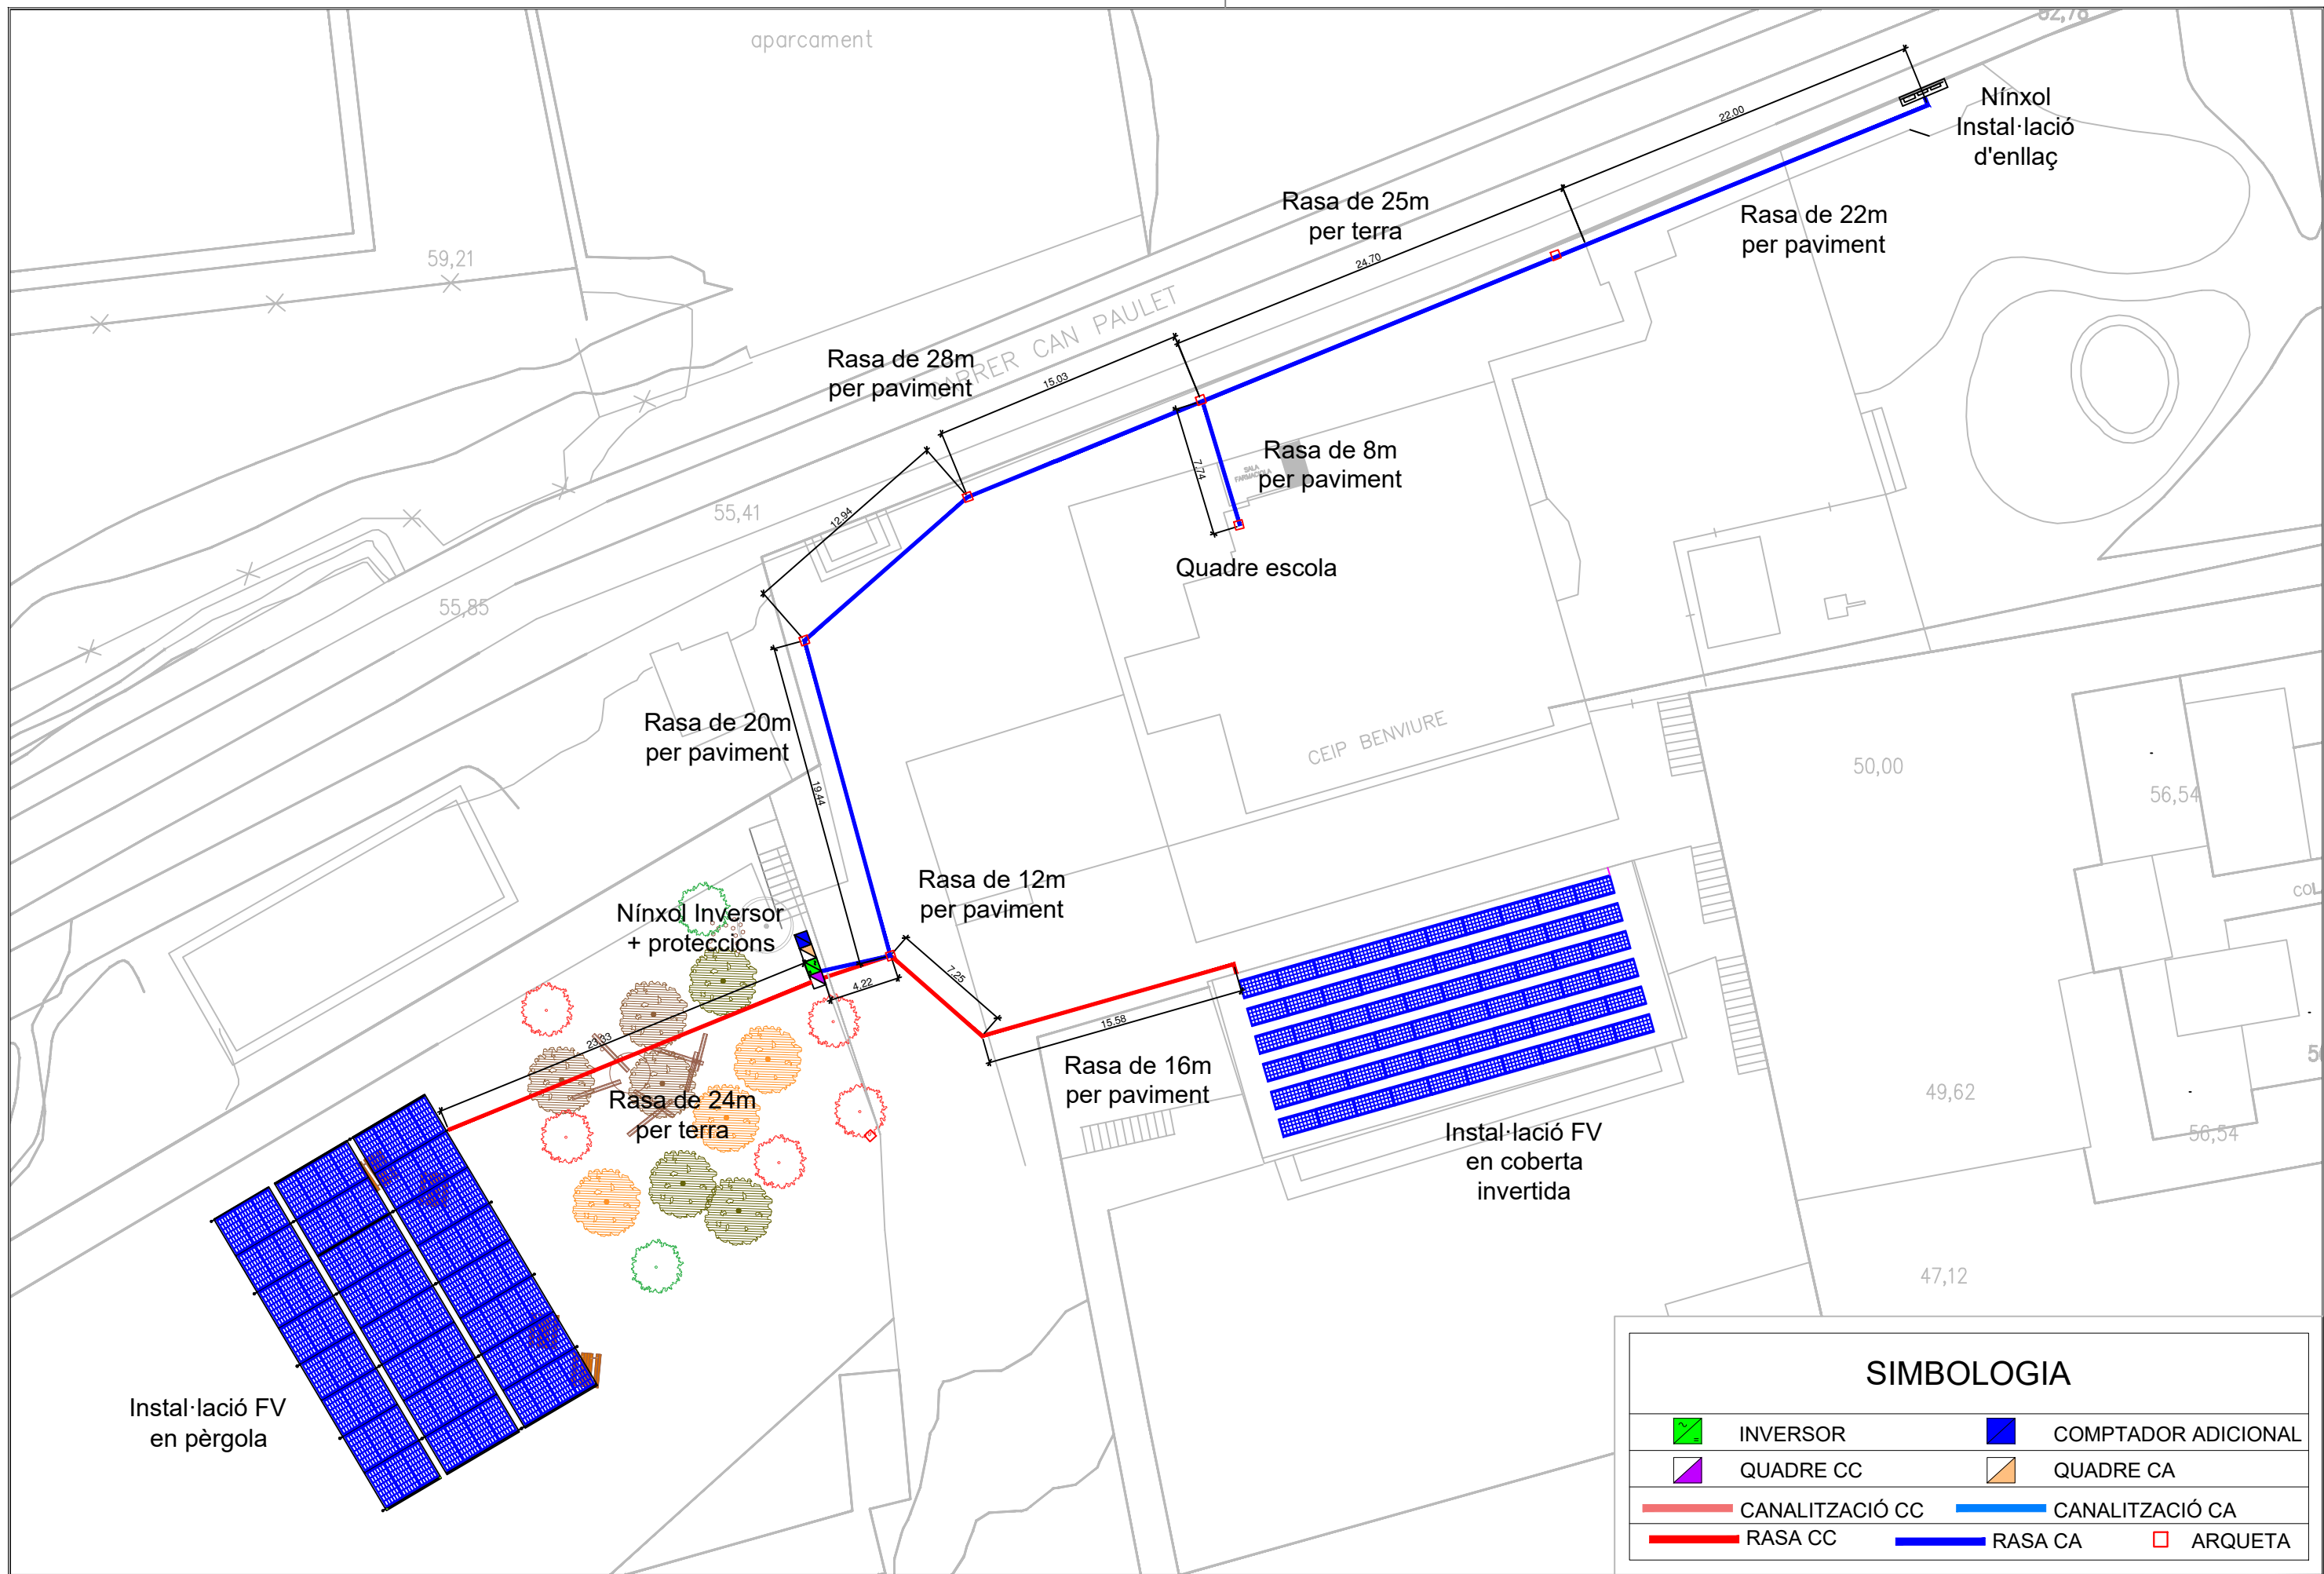 aparcament
62,78
Nínxol
Instal·lació
d'enllaç
22.00
Rasa de 25m
per terra
Rasa de 22m
per paviment
59,21
24.70
CARRER CAN PAULET
Rasa de 28m
per paviment
15.03
Rasa de 8m
per paviment
7.74
SALA
FARMACIOLA
12.94
55,41
Quadre escola
55,85
Rasa de 20m
per paviment
19.44
CEIP BENVIURE
50,00
56,54
Rasa de 12m
per paviment
Nínxol Inversor
+ proteccions
7.25
4.22
15.58
23.33
Rasa de 16m
per paviment
Rasa de 24m
per terra
49,62
56,54
Instal·lació FV
en coberta
invertida
47,12
Instal·lació FV
en pèrgola
SIMBOLOGIA
INVERSOR
COMPTADOR ADICIONAL
QUADRE CC
QUADRE CA
CANALITZACIÓ CC
CANALITZACIÓ CA
RASA CC
RASA CA
ARQUETA